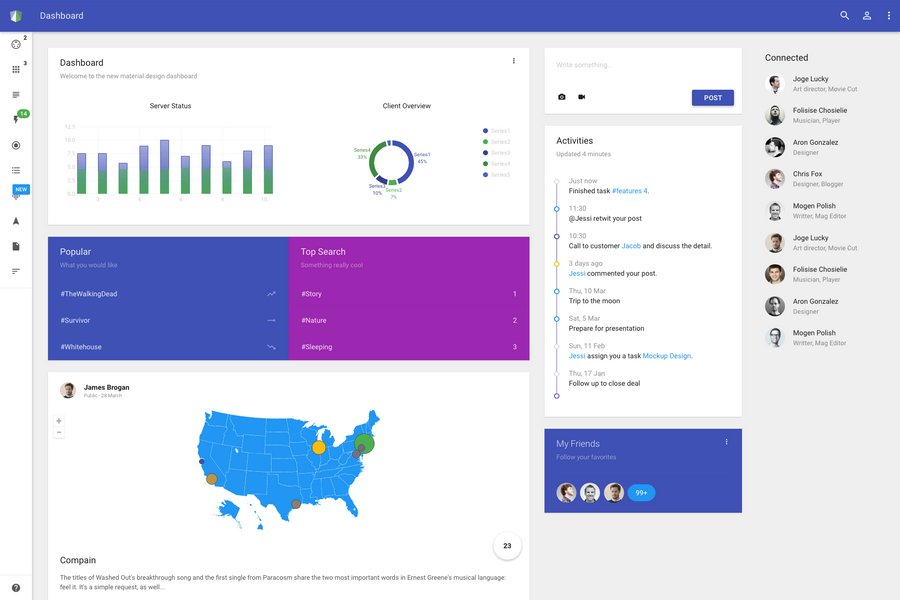 Dashboard
2
3
14
NEW
Dashboard
Welcome to the new material design dashboard
Server Status
12.5
10.0
7.5
5.0
2.5
0.0
2
4
6
8
10
Client Overview
Series4
33%
Series1
45%
Series3
10%
Series2
7%
Series1
Series2
Series3
Series4
Series5
Popular
What you would like
#TheWalkingDead
#Survivor
#Whitehouse
Top Search
Something really cool
#Story 1
#Nature 2
#Sleeping 3
James Brogan
Public - 28 March
+
−
23
Compain
The titles of Washed Out's breakthrough song and the first single from Paracosm share the two most important words in Ernest Greene's musical language:
feel it. It's a simple request, as well...
Write something...
POST
Activities
Updated 4 minutes
Just now
Finished task #features 4.
11:30
@Jessi retwit your post
10:30
Call to customer Jacob and discuss the detail.
3 days ago
Jessi commented your post.
Thu, 10 Mar
Trip to the moon
Sat, 5 Mar
Prepare for presentation
Sun, 11 Feb
Jessi assign you a task Mockup Design.
Thu, 17 Jan
Follow up to close deal
My Friends
Follow your favorites
99+
Connected
Joge Lucky
Art director, Movie Cut
Folisise Chosielie
Musician, Player
Aron Gonzalez
Designer
Chris Fox
Designer, Blogger
Mogen Polish
Writter, Mag Editor
Joge Lucky
Art director, Movie Cut
Folisise Chosielie
Musician, Player
Aron Gonzalez
Designer
Mogen Polish
Writter, Mag Editor